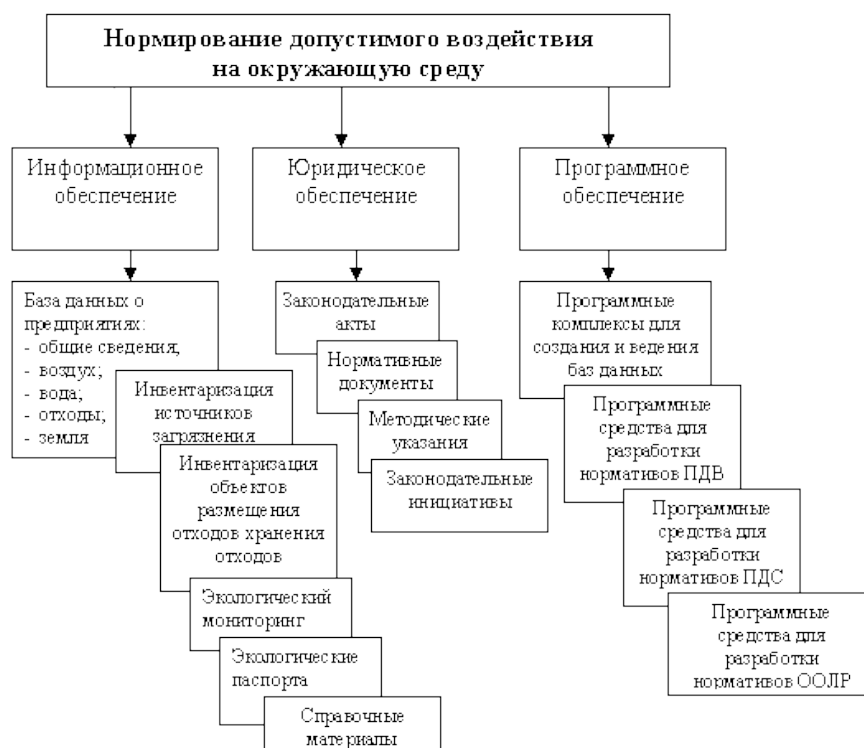 Нормирование допустимого воздействия
на окружающую среду
Информационное
обеспечение
Юридическое
обеспечение
Программное
обеспечение
База данных о
предприятиях:
- общие сведения;
- воздух;
- вода;
- отходы;
- земля
Инвентаризация
источников
загрязнения
Инвентаризация
объектов
размещения
отходов хранения
отходов
Экологический
мониторинг
Экологические
паспорта
Справочные
материалы
Законодательные
акты
Нормативные
документы
Методические
указания
Законодательные
инициативы
Программные
комплексы для
создания и ведения
баз данных
Программные
средства для
разработки
нормативов ПДВ
Программные
средства для
разработки
нормативов ПДС
Программные
средства для
разработки
нормативов ООЛР